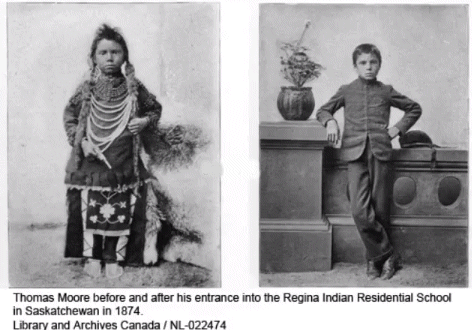 Thomas Moore before and after his entrance into the Regina Indian Residential School
in Saskatchewan in 1874.
Library and Archives Canada / NL-022474